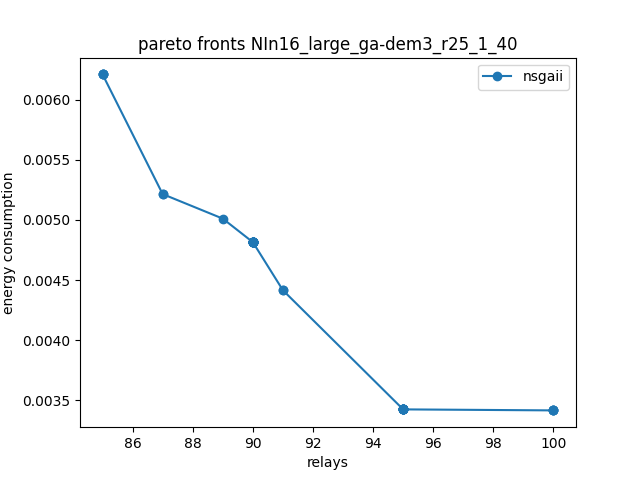 pareto fronts NIn16_large_ga-dem3_r25_1_40
nsgaii
0.0060
0.0055
0.0050
0.0045
0.0040
0.0035
energy consumption
86 88 90 92 94 96 98 100
relays